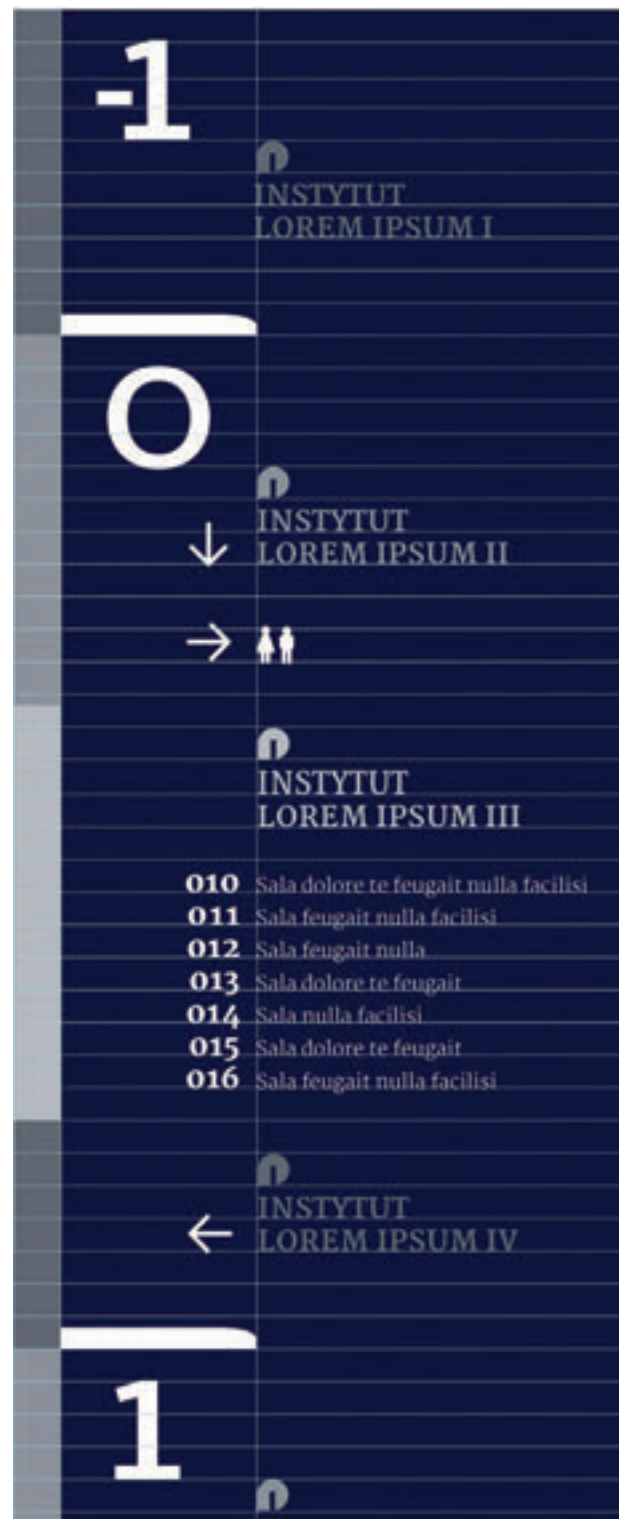 -1
INSTYTUT
LOREM IPSUM I
0
INSTYTUT
LOREM IPSUM II
INSTYTUT
LOREM IPSUM III
010 Sala dolore te feugait nulla facilisi
011 Sala feugait nulla facilisi
012 Sala feugait nulla
013 Sala dolore te feugait
014 Sala nulla facilisi
015 Sala dolore te feugait
016 Sala feugait nulla facilisi
INSTYTUT
LOREM IPSUM IV
1